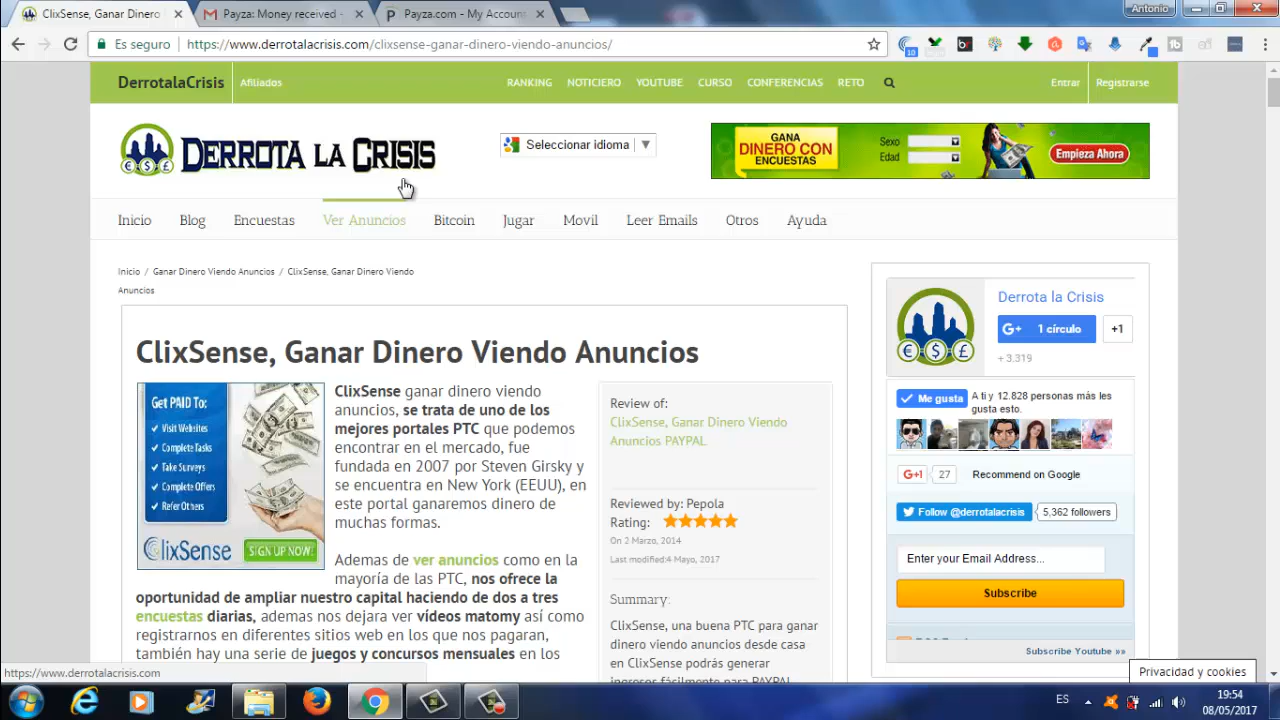 ClixSense, Ganar Dinero
Payza: Money received -
Payza.com - My Accoun
Antonio
Es seguro
https://www.derrotalacrisis.com/clixsense-ganar-dinero-viendo-anuncios/
10
DerrotalaCrisis
Afiliados
RANKING NOTICIERO YOUTUBE CURSO CONFERENCIAS RETO
Entrar
Registrarse
DERROTA LA CRISIS
€ $ £
Seleccionar idioma
GANA
DINERO CON
ENCUESTAS
Sexo
Edad
Empieza Ahora
Inicio Blog Encuestas Ver Anuncios Bitcoin Jugar Movil Leer Emails Otros Ayuda
Inicio / Ganar Dinero Viendo Anuncios / ClixSense, Ganar Dinero Viendo
Anuncios
ClixSense, Ganar Dinero Viendo Anuncios
Get PAID To:
Visit Websites
Complete Tasks
Take Surveys
Complete Offers
Refer Others
ClixSense
SIGN UP NOW!
ClixSense ganar dinero viendo
anuncios, se trata de uno de los
mejores portales PTC que podemos
encontrar en el mercado, fue
fundada en 2007 por Steven Girsky y
se encuentra en New York (EEUU), en
este portal ganaremos dinero de
muchas formas.
Ademas de ver anuncios como en la
mayoría de las PTC, nos ofrece la
oportunidad de ampliar nuestro capital haciendo de dos a tres
encuestas diarias, ademas nos dejara ver vídeos matomy así como
registrarnos en diferentes sitios web en los que nos pagaran,
también hay una serie de juegos y concursos mensuales en los
Review of:
ClixSense, Ganar Dinero Viendo
Anuncios PAYPAL
Reviewed by: Pepola
Rating:
On 2 Marzo, 2014
Last modified:4 Mayo, 2017
Summary:
ClixSense, una buena PTC para ganar
dinero viendo anuncios desde casa
en ClixSense podrás generar
ingresos fácilmente para PAYPAL
€ $ £
Derrota la Crisis
G+ 1 círculo
+1
+ 3.319
Me gusta
A ti y 12.828 personas más les
gusta esto.
G+1
27
Recommend on Google
Follow @derrotalacrisis
5,362 followers
Enter your Email Address...
Subscribe
Subscribe Youtube »»
Privacidad y cookies
https://www.derrotalacrisis.com
ES
19:54
08/05/2017